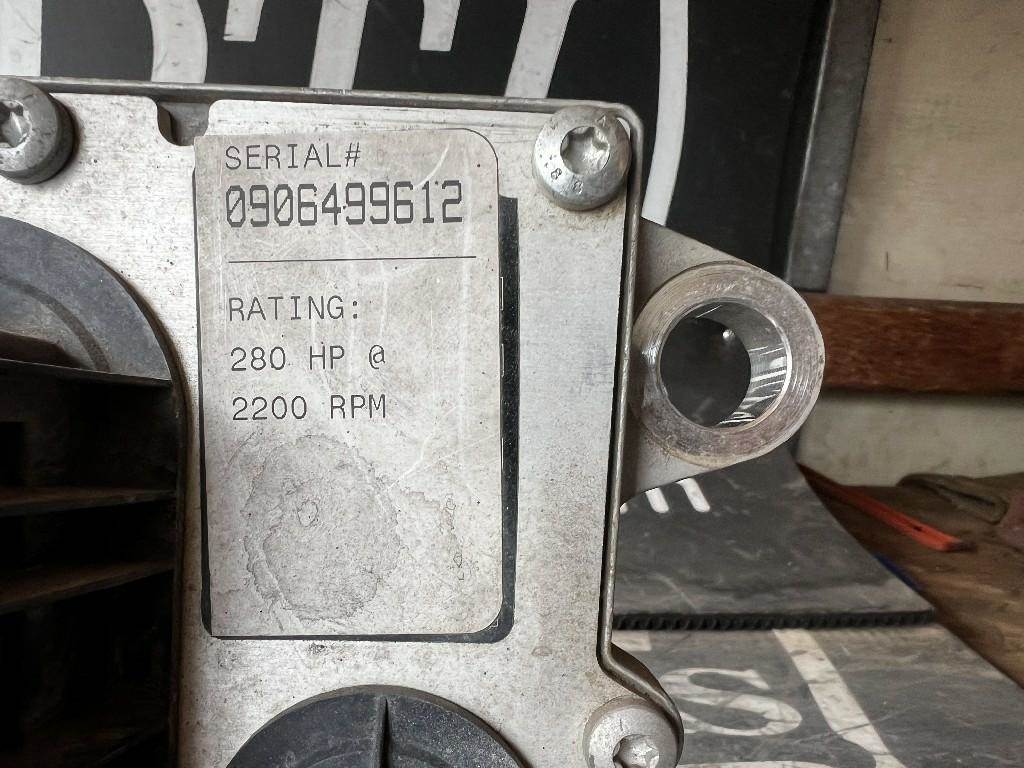 SERIAL#
0906499612
RATING:
280 HP @
2200 RPM